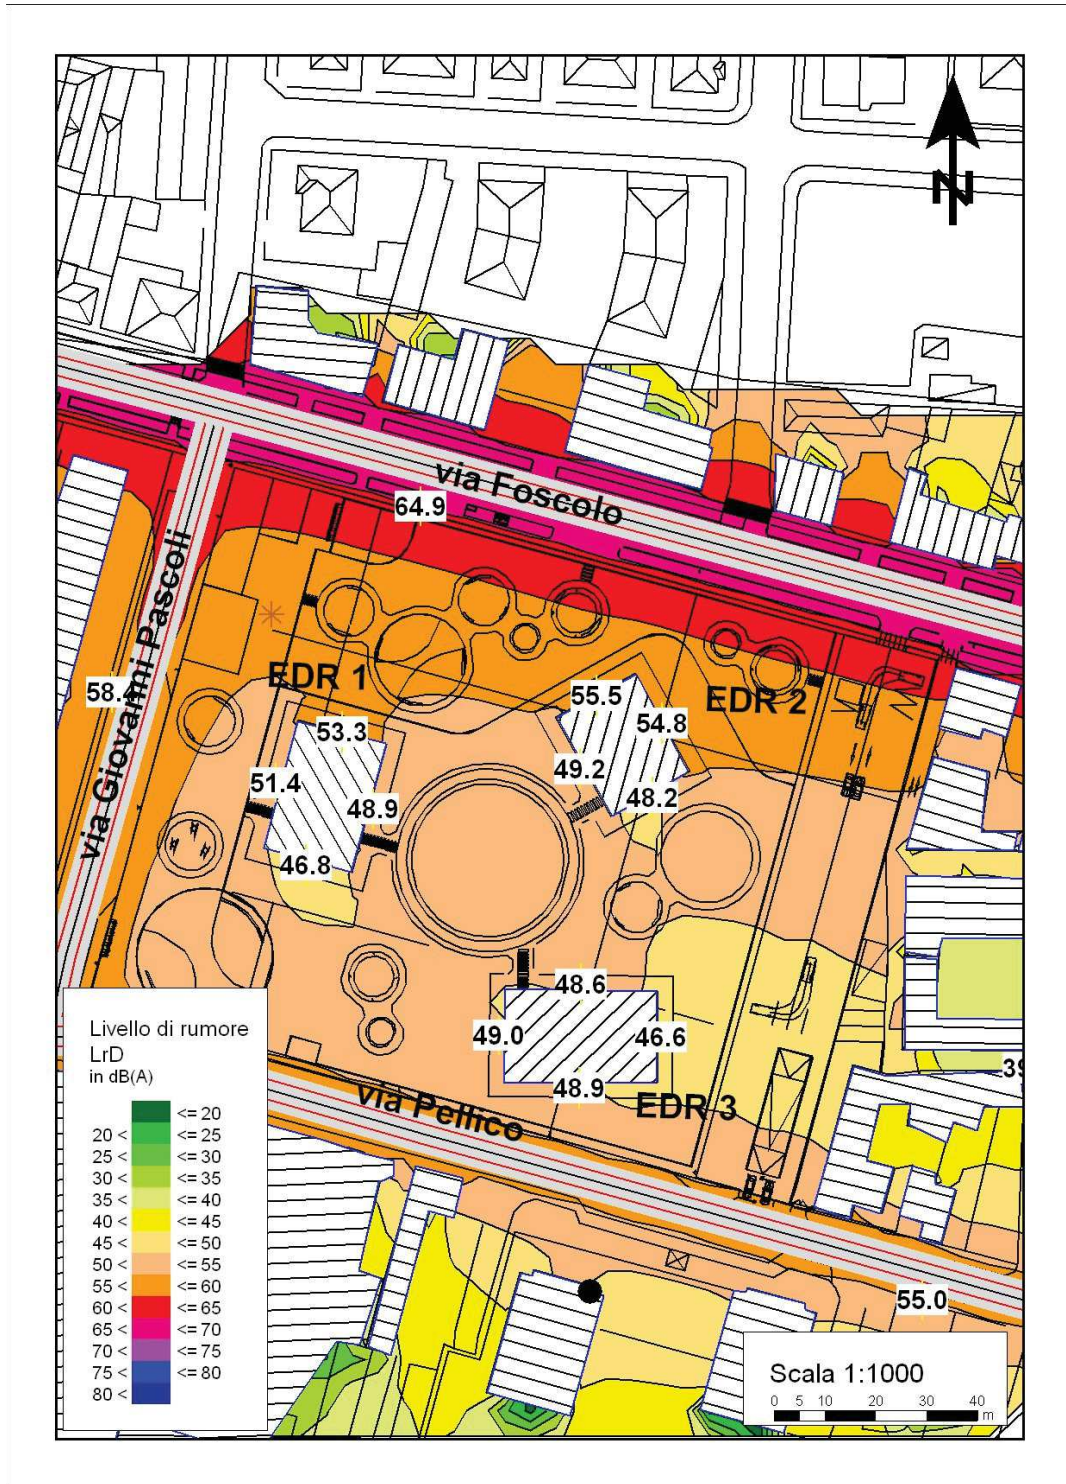 N
via Foscolo
64.9
via Giovanni Pascoli
EDR 1
55.5
EDR 2
58.4
53.3
54.8
51.4
49.2
48.9
48.2
46.8
48.6
49.0
46.6
39
48.9
via Pellico
EDR 3
55.0
Livello di rumore
LrD
in dB(A)
<= 20
20 < <= 25
25 < <= 30
30 < <= 35
35 < <= 40
40 < <= 45
45 < <= 50
50 < <= 55
55 < <= 60
60 < <= 65
65 < <= 70
70 < <= 75
75 < <= 80
80 <
Scala 1:1000
0 5 10 20 30 40
m